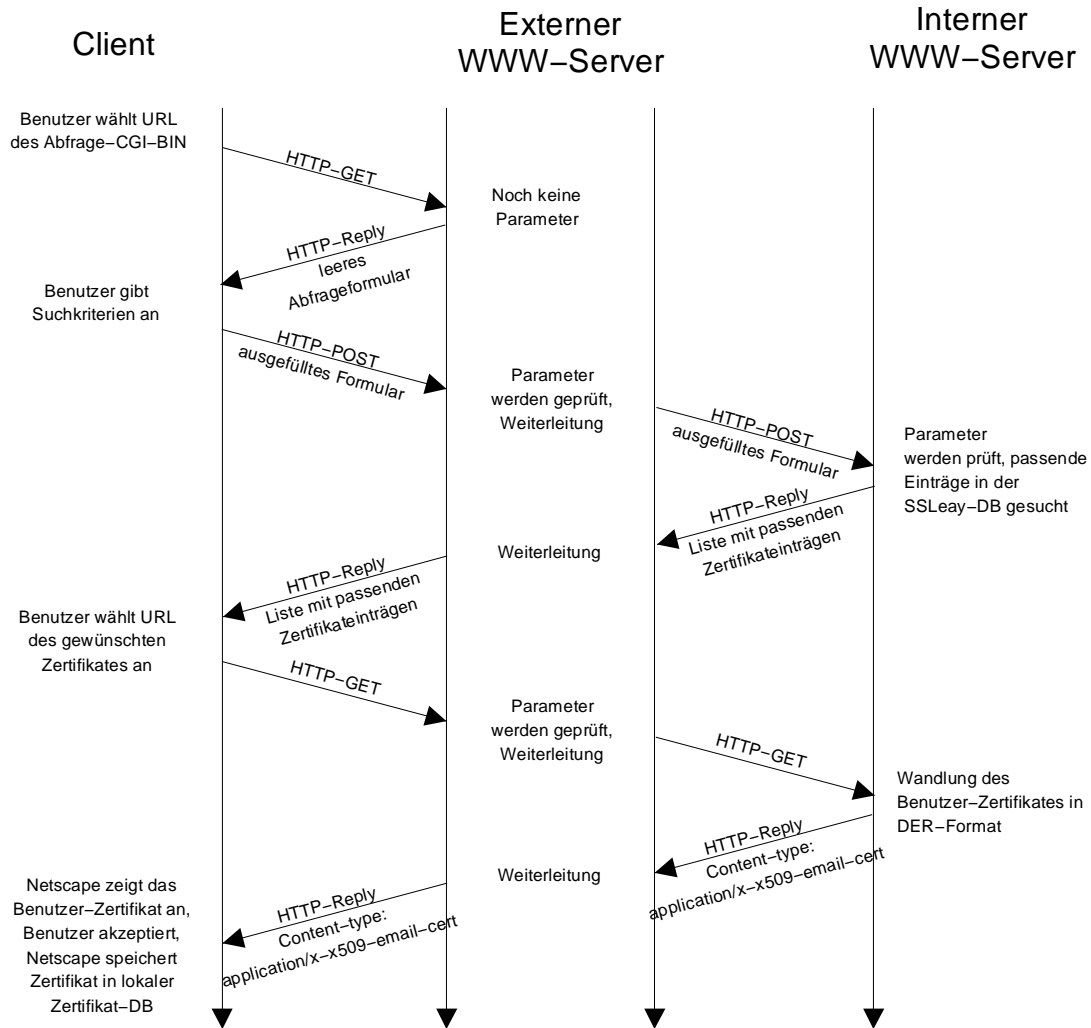 Client
Externer
WWW−Server
Interner
WWW−Server
Benutzer wählt URL
des Abfrage−CGI−BIN
HTTP−GET
Noch keine
Parameter
HTTP−Reply
leeres
Abfrageformular
Benutzer gibt
Suchkriterien an
HTTP−POST
ausgefülltes Formular
Parameter
werden geprüft,
Weiterleitung
HTTP−POST
ausgefülltes Formular
Parameter
werden prüft, passende
Einträge in der
SSLeay−DB gesucht
HTTP−Reply
Liste mit passenden
Zertifikateinträgen
Weiterleitung
HTTP−Reply
Liste mit passenden
Zertifikateinträgen
Benutzer wählt URL
des gewünschten
Zertifikates an
HTTP−GET
Parameter
werden geprüft,
Weiterleitung
HTTP−GET
Wandlung des
Benutzer−Zertifikates in
DER−Format
HTTP−Reply
Content−type:
application/x−x509−email−cert
Weiterleitung
HTTP−Reply
Content−type:
application/x−x509−email−cert
Netscape zeigt das
Benutzer−Zertifikat an,
Benutzer akzeptiert,
Netscape speichert
Zertifikat in lokaler
Zertifikat−DB